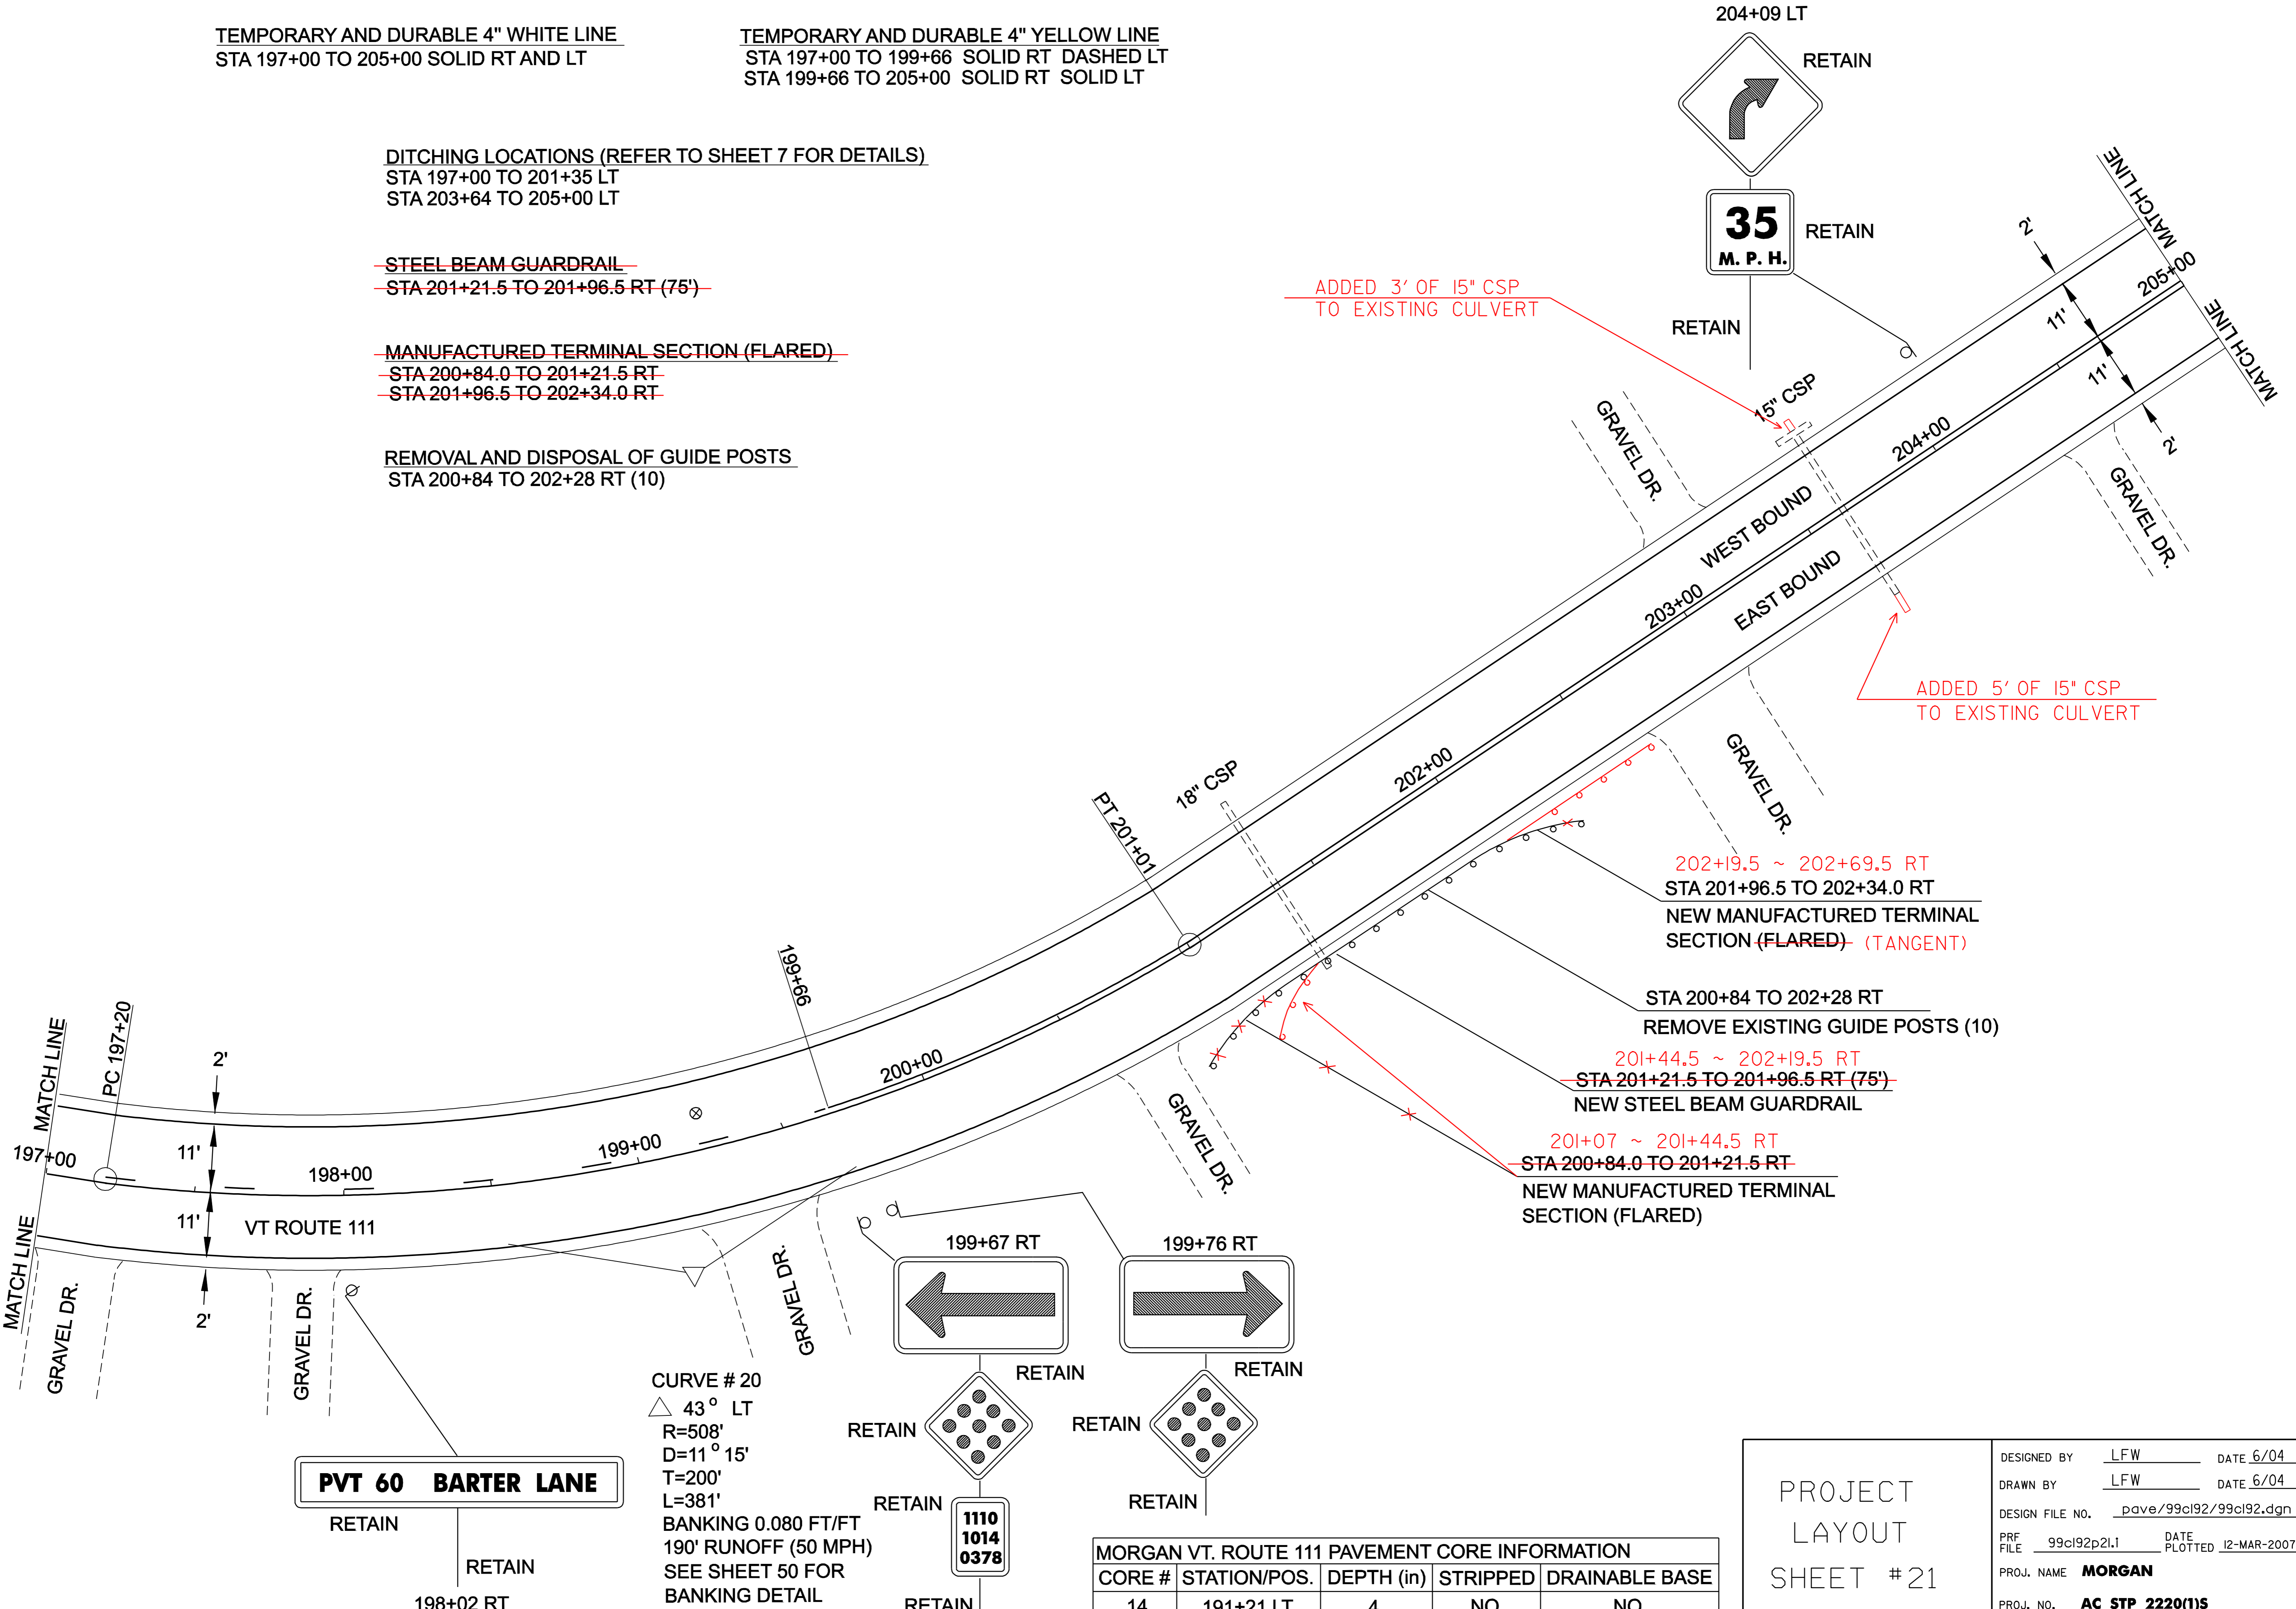 TEMPORARY AND DURABLE 4" WHITE LINE
STA 197+00 TO 205+00 SOLID RT AND LT
TEMPORARY AND DURABLE 4" YELLOW LINE
STA 197+00 TO 199+66 SOLID RT DASHED LT
STA 199+66 TO 205+00 SOLID RT SOLID LT
DITCHING LOCATIONS (REFER TO SHEET 7 FOR DETAILS)
STA 197+00 TO 201+35 LT
STA 203+64 TO 205+00 LT
STEEL BEAM GUARDRAIL
STA 201+21.5 TO 201+96.5 RT (75')
MANUFACTURED TERMINAL SECTION (FLARED)
STA 200+84.0 TO 201+21.5 RT
STA 201+96.5 TO 202+34.0 RT
REMOVAL AND DISPOSAL OF GUIDE POSTS
STA 200+84 TO 202+28 RT (10)
204+09 LT
RETAIN
35
M. P. H.
RETAIN
RETAIN
ADDED 3' OF 15" CSP
TO EXISTING CULVERT
15" CSP
GRAVEL DR.
MATCH LINE
MATCH LINE
205+00
2'
11'
11'
2'
204+00
GRAVEL DR.
WEST BOUND
EAST BOUND
203+00
ADDED 5' OF 15" CSP
TO EXISTING CULVERT
GRAVEL DR.
202+00
18" CSP
PT 201+01
202+19.5 ~ 202+69.5 RT
STA 201+96.5 TO 202+34.0 RT
NEW MANUFACTURED TERMINAL
SECTION (FLARED) (TANGENT)
STA 200+84 TO 202+28 RT
REMOVE EXISTING GUIDE POSTS (10)
201+44.5 ~ 202+19.5 RT
STA 201+21.5 TO 201+96.5 RT (75')
NEW STEEL BEAM GUARDRAIL
201+07 ~ 201+44.5 RT
STA 200+84.0 TO 201+21.5 RT
NEW MANUFACTURED TERMINAL
SECTION (FLARED)
199+66
200+00
GRAVEL DR.
MATCH LINE
PC 197+20
2'
11'
197+00
198+00
199+00
11'
VT ROUTE 111
MATCH LINE
2'
GRAVEL DR.
GRAVEL DR.
GRAVEL DR.
199+67 RT
199+76 RT
RETAIN
RETAIN
RETAIN
RETAIN
RETAIN
RETAIN
1110
1014
0378
RETAIN
PVT 60 BARTER LANE
RETAIN
RETAIN
198+02 RT
CURVE # 20
△ 43° LT
R=508'
D=11° 15'
T=200'
L=381'
BANKING 0.080 FT/FT
190' RUNOFF (50 MPH)
SEE SHEET 50 FOR
BANKING DETAIL
MORGAN VT. ROUTE 111 PAVEMENT CORE INFORMATION
CORE # STATION/POS. DEPTH (in) STRIPPED DRAINABLE BASE
14 191+21 LT 4 NO NO
PROJECT
LAYOUT
SHEET #21
DESIGNED BY LFW DATE 6/04
DRAWN BY LFW DATE 6/04
DESIGN FILE NO. pave/99c192/99c192.dgn
PRF FILE 99c192p21.i DATE PLOTTED 12-MAR-2007
PROJ. NAME MORGAN
PROJ. NO. AC STP 2220(1)S